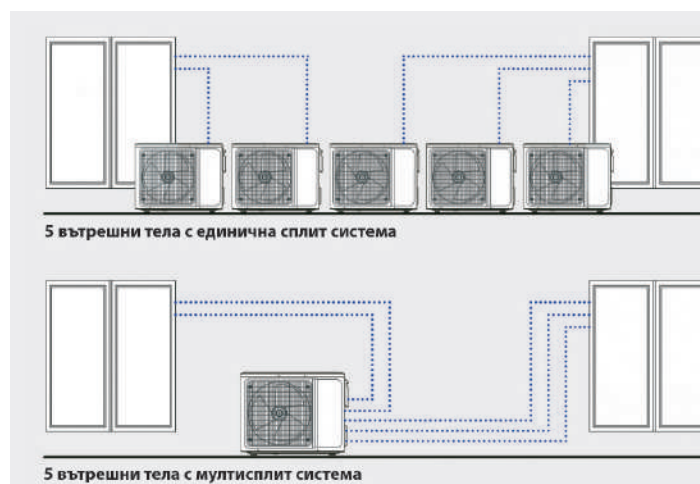 5 вътрешни тела с единична сплит система
5 вътрешни тела с мултисплит система